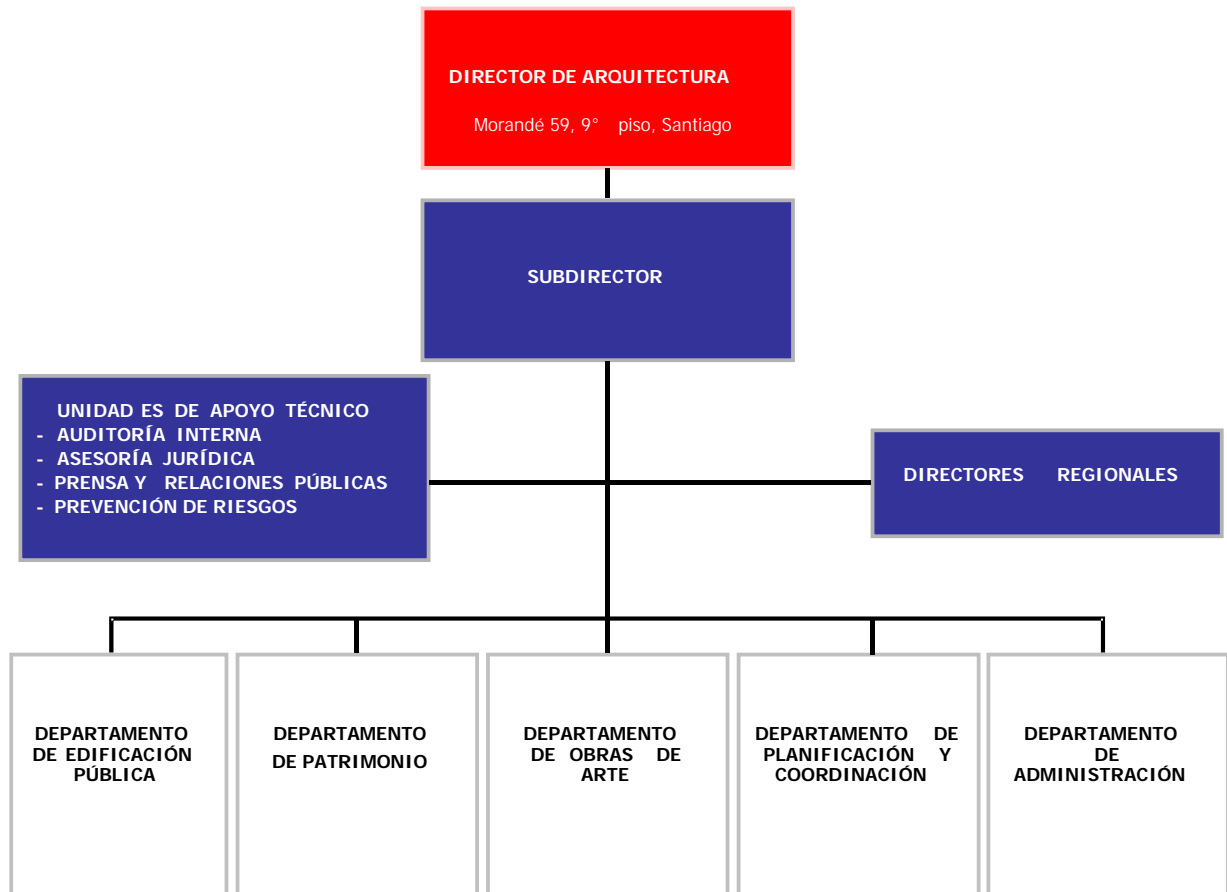 DIRECTOR DE ARQUITECTURA
Morandé 59, 9° piso, Santiago
SUBDIRECTOR
UNIDAD ES DE APOYO TÉCNICO
- AUDITORÍA INTERNA
- ASESORÍA JURÍDICA
- PRENSA Y RELACIONES PÚBLICAS
- PREVENCIÓN DE RIESGOS
DIRECTORES REGIONALES
DEPARTAMENTO
DE EDIFICACIÓN
PÚBLICA
DEPARTAMENTO
DE PATRIMONIO
DEPARTAMENTO
DE OBRAS DE
ARTE
DEPARTAMENTO DE
PLANIFICACIÓN Y
COORDINACIÓN
DEPARTAMENTO
DE
ADMINISTRACIÓN